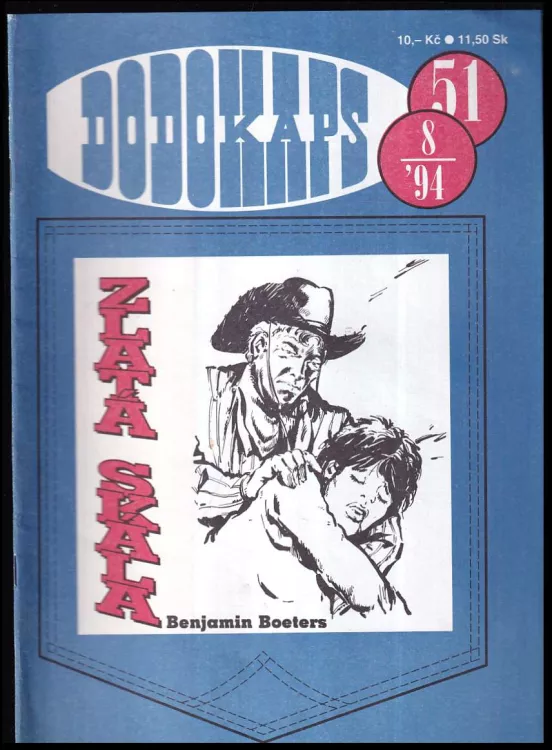 10,– Kč ● 11,50 Sk
DODOKAPS
51
8
'94
ZLATÁ SKÁLA
Benjamin Boeters